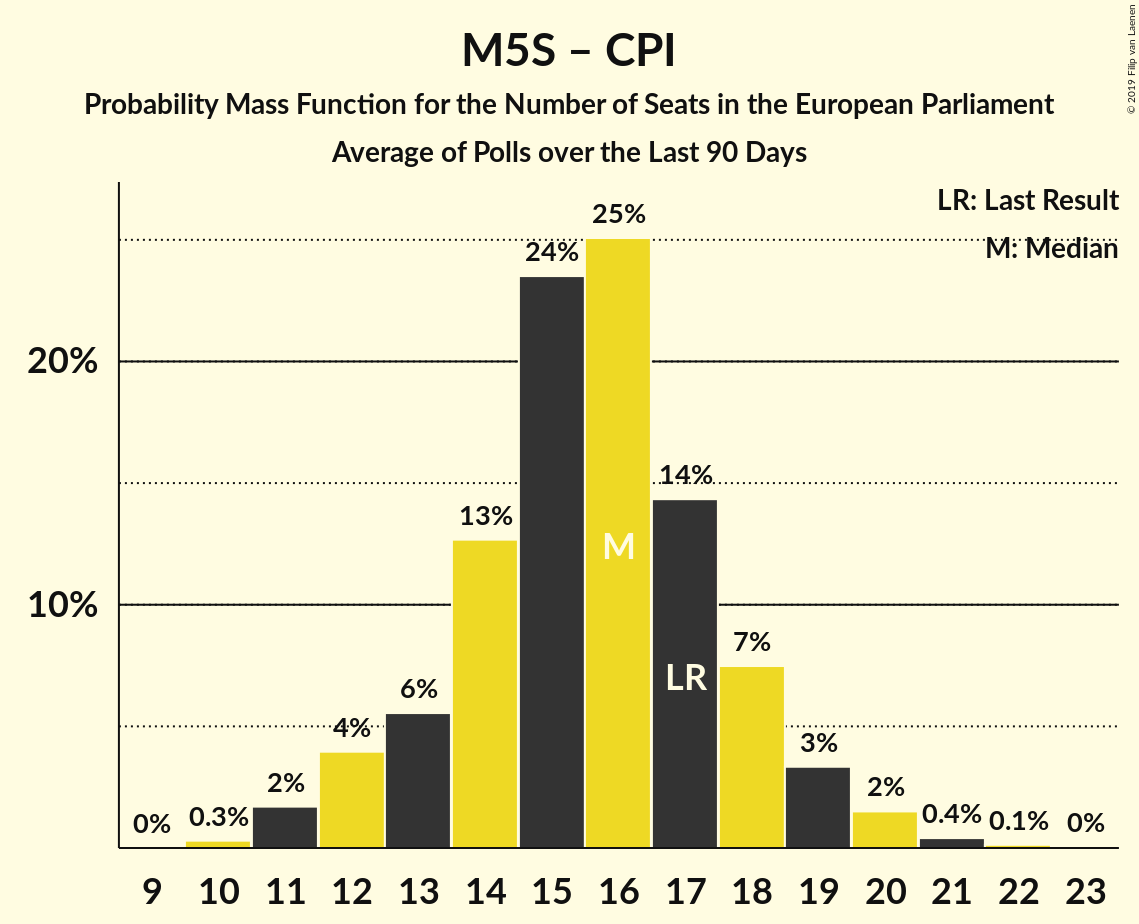 M5S – CPI
Probability Mass Function for the Number of Seats in the European Parliament
Average of Polls over the Last 90 Days
© 2019 Filip van Laenen
LR: Last Result
M: Median
20%
10%
0%
0.3%
2%
4%
6%
13%
24%
25%
14%
7%
3%
2%
0.4%
0.1%
0%
M
LR
9 10 11 12 13 14 15 16 17 18 19 20 21 22 23